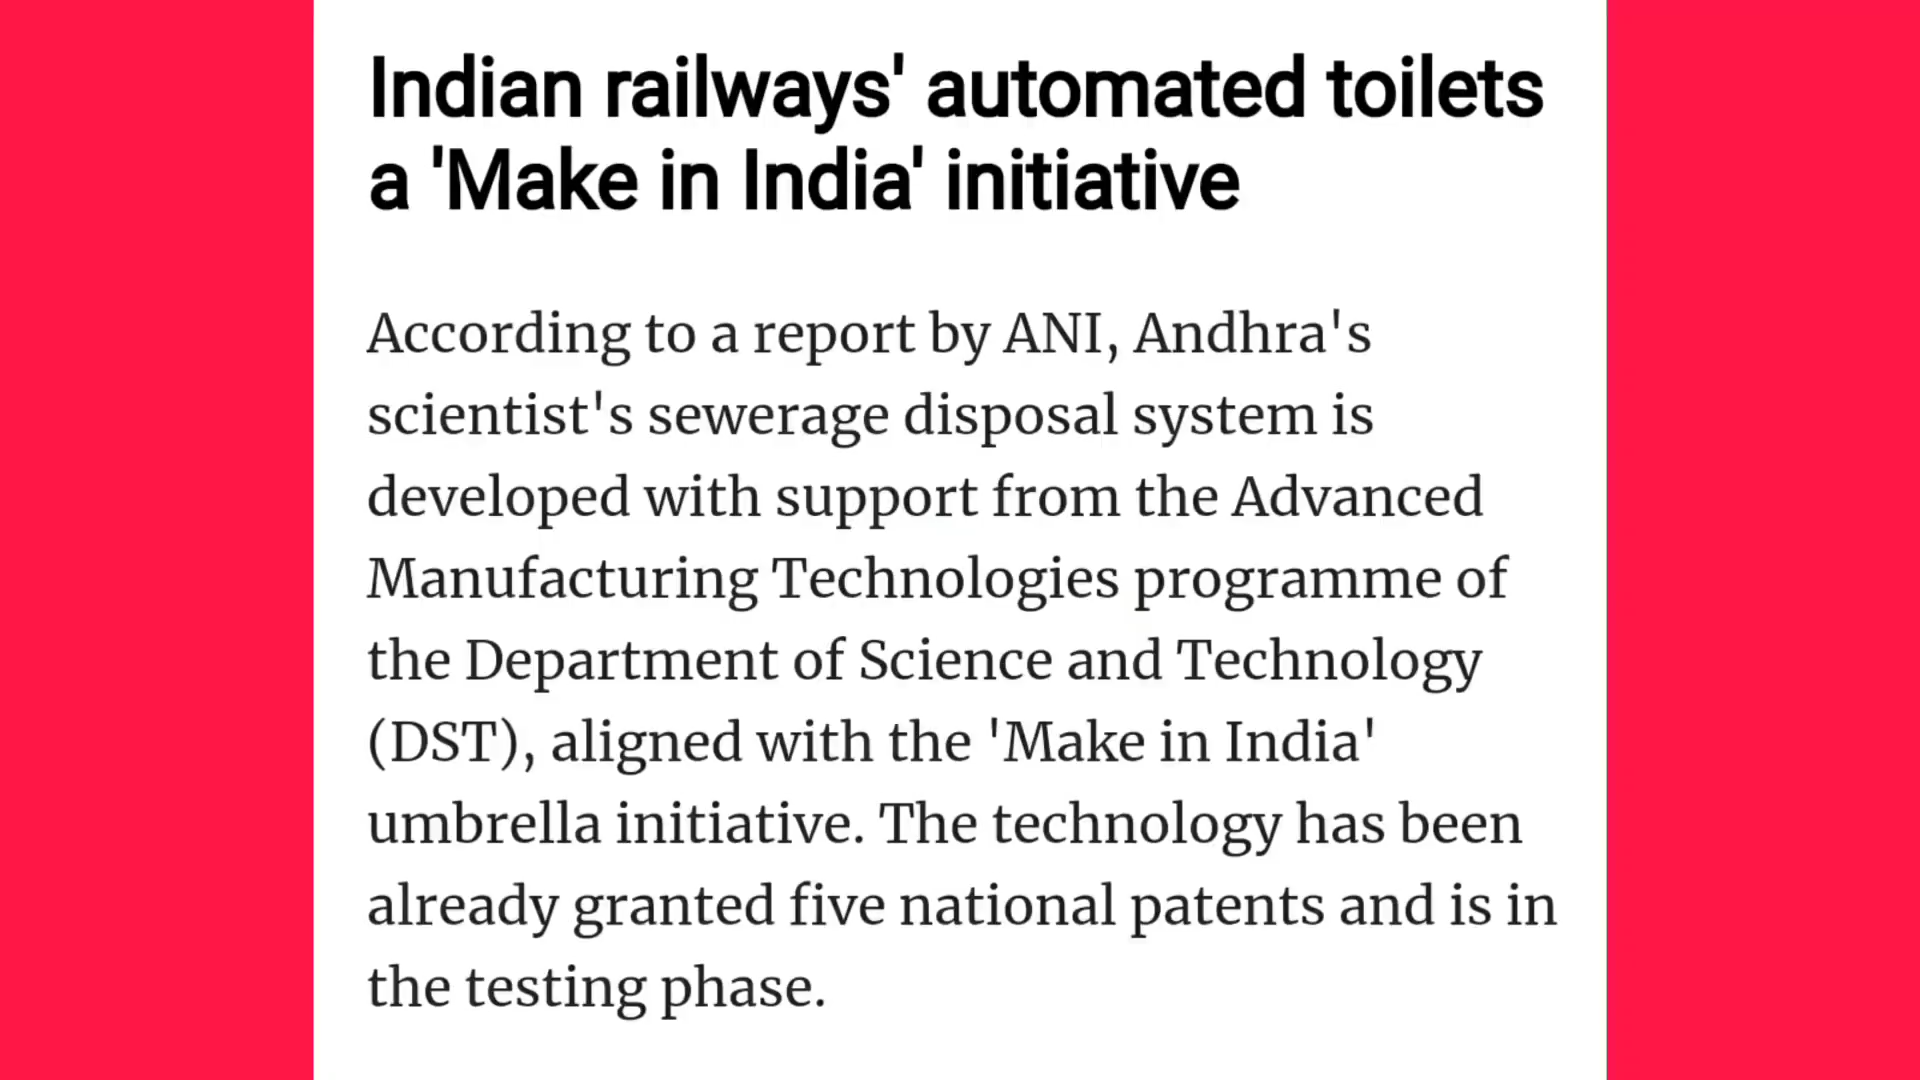 Indian railways' automated toilets
a 'Make in India' initiative
According to a report by ANI, Andhra's
scientist's sewerage disposal system is
developed with support from the Advanced
Manufacturing Technologies programme of
the Department of Science and Technology
(DST), aligned with the 'Make in India'
umbrella initiative. The technology has been
already granted five national patents and is in
the testing phase.